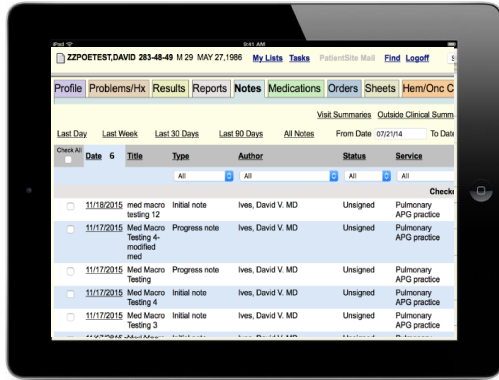 iPad 9:41 AM
ZZPOETEST,DAVID 283-48-49 M 29 MAY 27,1986 My Lists Tasks PatientSite Mail Find Logoff
Profile Problems/Hx Results Reports Notes Medications Orders Sheets Hem/Onc C
Visit Summaries Outside Clinical Summ
Last Day Last Week Last 30 Days Last 90 Days All Notes From Date 07/21/14 To Date
Check All Date 6 Title Type Author Status Service
All All All All
Checke
11/18/2015 med macro Initial note Ives, David V. MD Unsigned Pulmonary
testing 12 APG practice
11/17/2015 Med Macro Progress note Ives, David V. MD Unsigned Pulmonary
Testing 4- APG practice
modified
med
11/17/2015 Med Macro Progress note Ives, David V. MD Unsigned Pulmonary
Testing APG practice
11/17/2015 Med Macro Initial note Ives, David V. MD Unsigned Pulmonary
Testing 4 APG practice
11/17/2015 Med Macro Initial note Ives, David V. MD Unsigned Pulmonary
Testing 3 APG practice